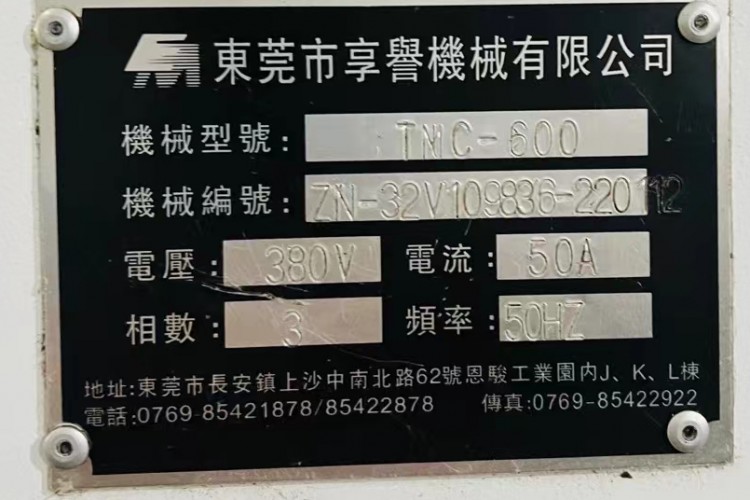 東莞市享譽機械有限公司
機械型號: TMC-600
機械編號: ZN-32V109836-220112
電壓: 380V 電流: 50A
相數: 3 頻率: 50HZ
地址:東莞市長安鎮上沙中南北路62號恩駿工業園内J、K、L棟
電話:0769-85421878/85422878 傳真:0769-85422922